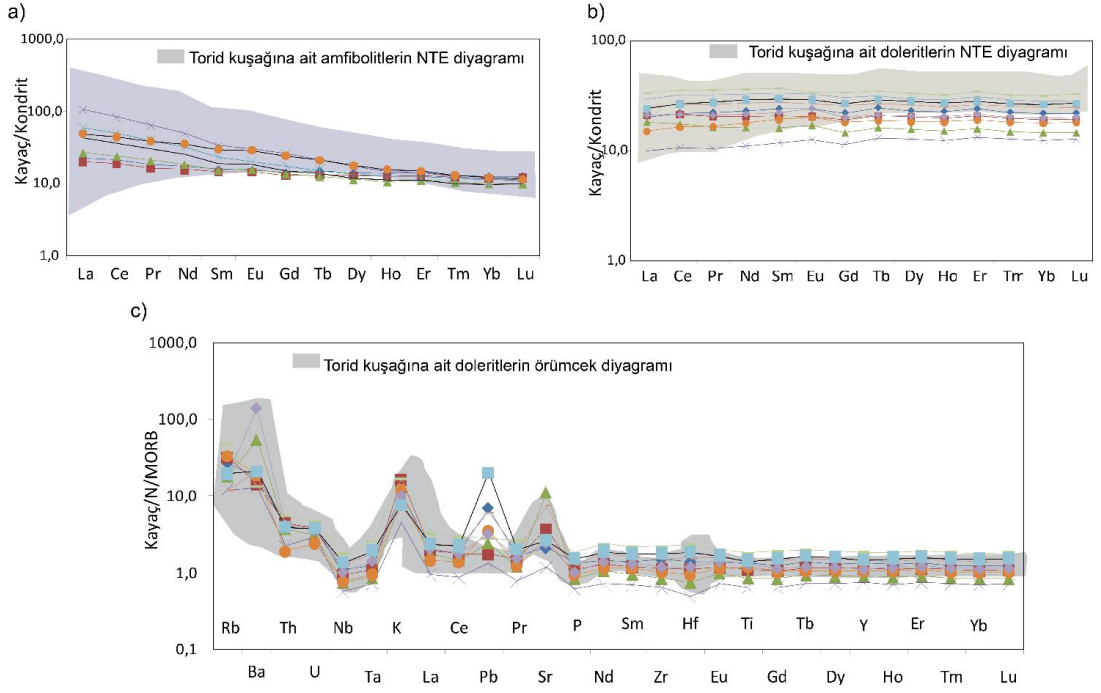 a)
1000,0
Torid kuşağına ait amfibolitlerin NTE diyagramı
100,0
Kayaç/Kondrit
10,0
1,0
La Ce Pr Nd Sm Eu Gd Tb Dy Ho Er Tm Yb Lu
b)
100,0
Torid kuşağına ait doleritlerin NTE diyagramı
Kayaç/Kondrit
10,0
1,0
La Ce Pr Nd Sm Eu Gd Tb Dy Ho Er Tm Yb Lu
c)
1000,0
Torid kuşağına ait doleritlerin örümcek diyagramı
100,0
Kayaç/N/MORB
10,0
1,0
0,1
Rb Th Nb K Ce Pr P Sm Hf Ti Tb Y Er Yb
Ba U Ta La Pb Sr Nd Zr Eu Gd Dy Ho Tm Lu